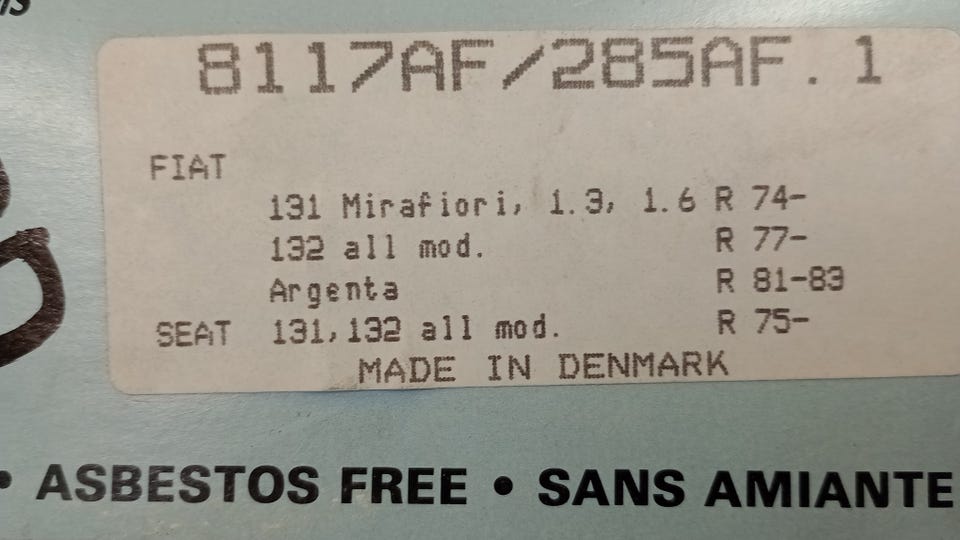 8117AF/285AF.1
FIAT
131 Mirafiori, 1.3, 1.6 R 74-
132 all mod. R 77-
Argenta R 81-83
SEAT 131,132 all mod. R 75-
MADE IN DENMARK
• ASBESTOS FREE • SANS AMIANTE